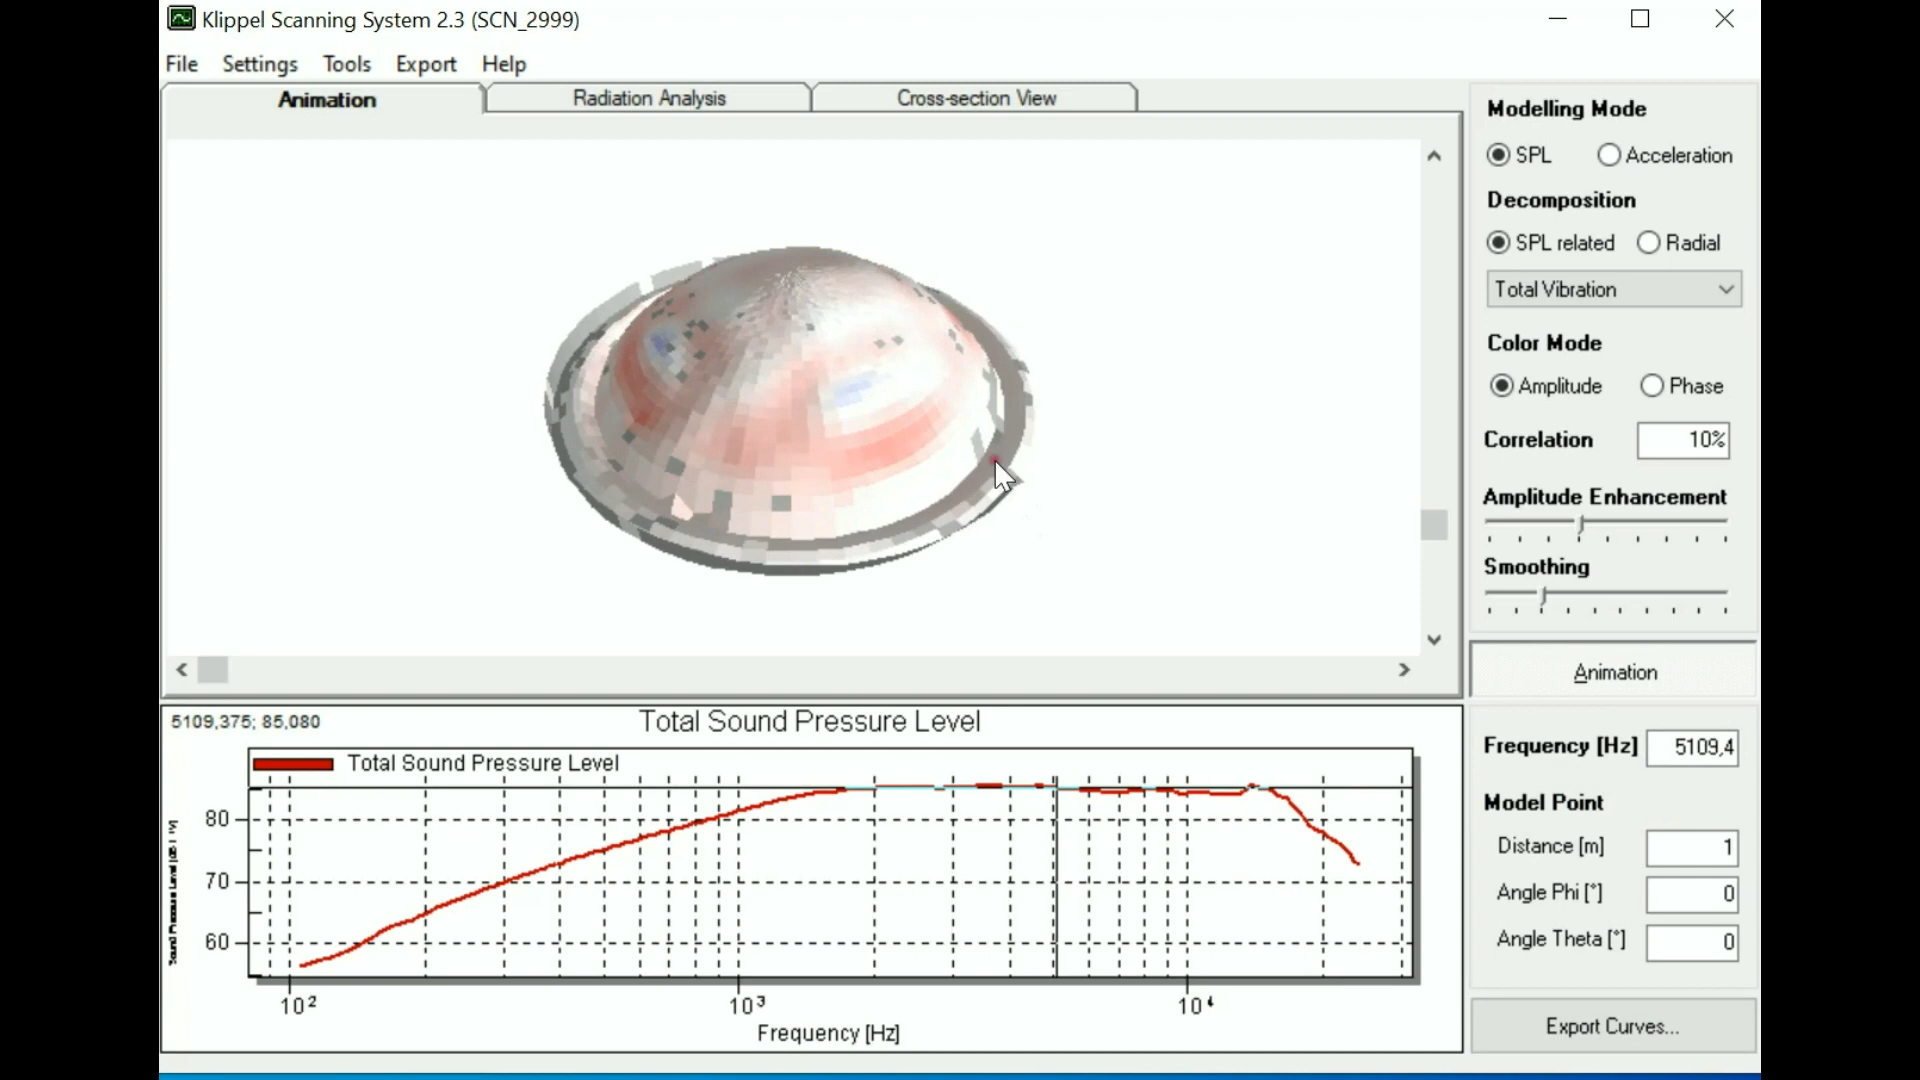 Klippel Scanning System 2.3 (SCN_2999)
File Settings Tools Export Help
Animation Radiation Analysis Cross-section View
Modelling Mode
SPL Acceleration
Decomposition
SPL related Radial
Total Vibration
Color Mode
Amplitude Phase
Correlation 10%
Amplitude Enhancement
Smoothing
Animation
5109,375; 85,080
Total Sound Pressure Level
Total Sound Pressure Level
Sound Pressure Level
80
70
60
10²
10³
10⁴
Frequency [Hz]
Frequency [Hz] 5109,4
Model Point
Distance [m] 1
Angle Phi [°] 0
Angle Theta [°] 0
Export Curves...